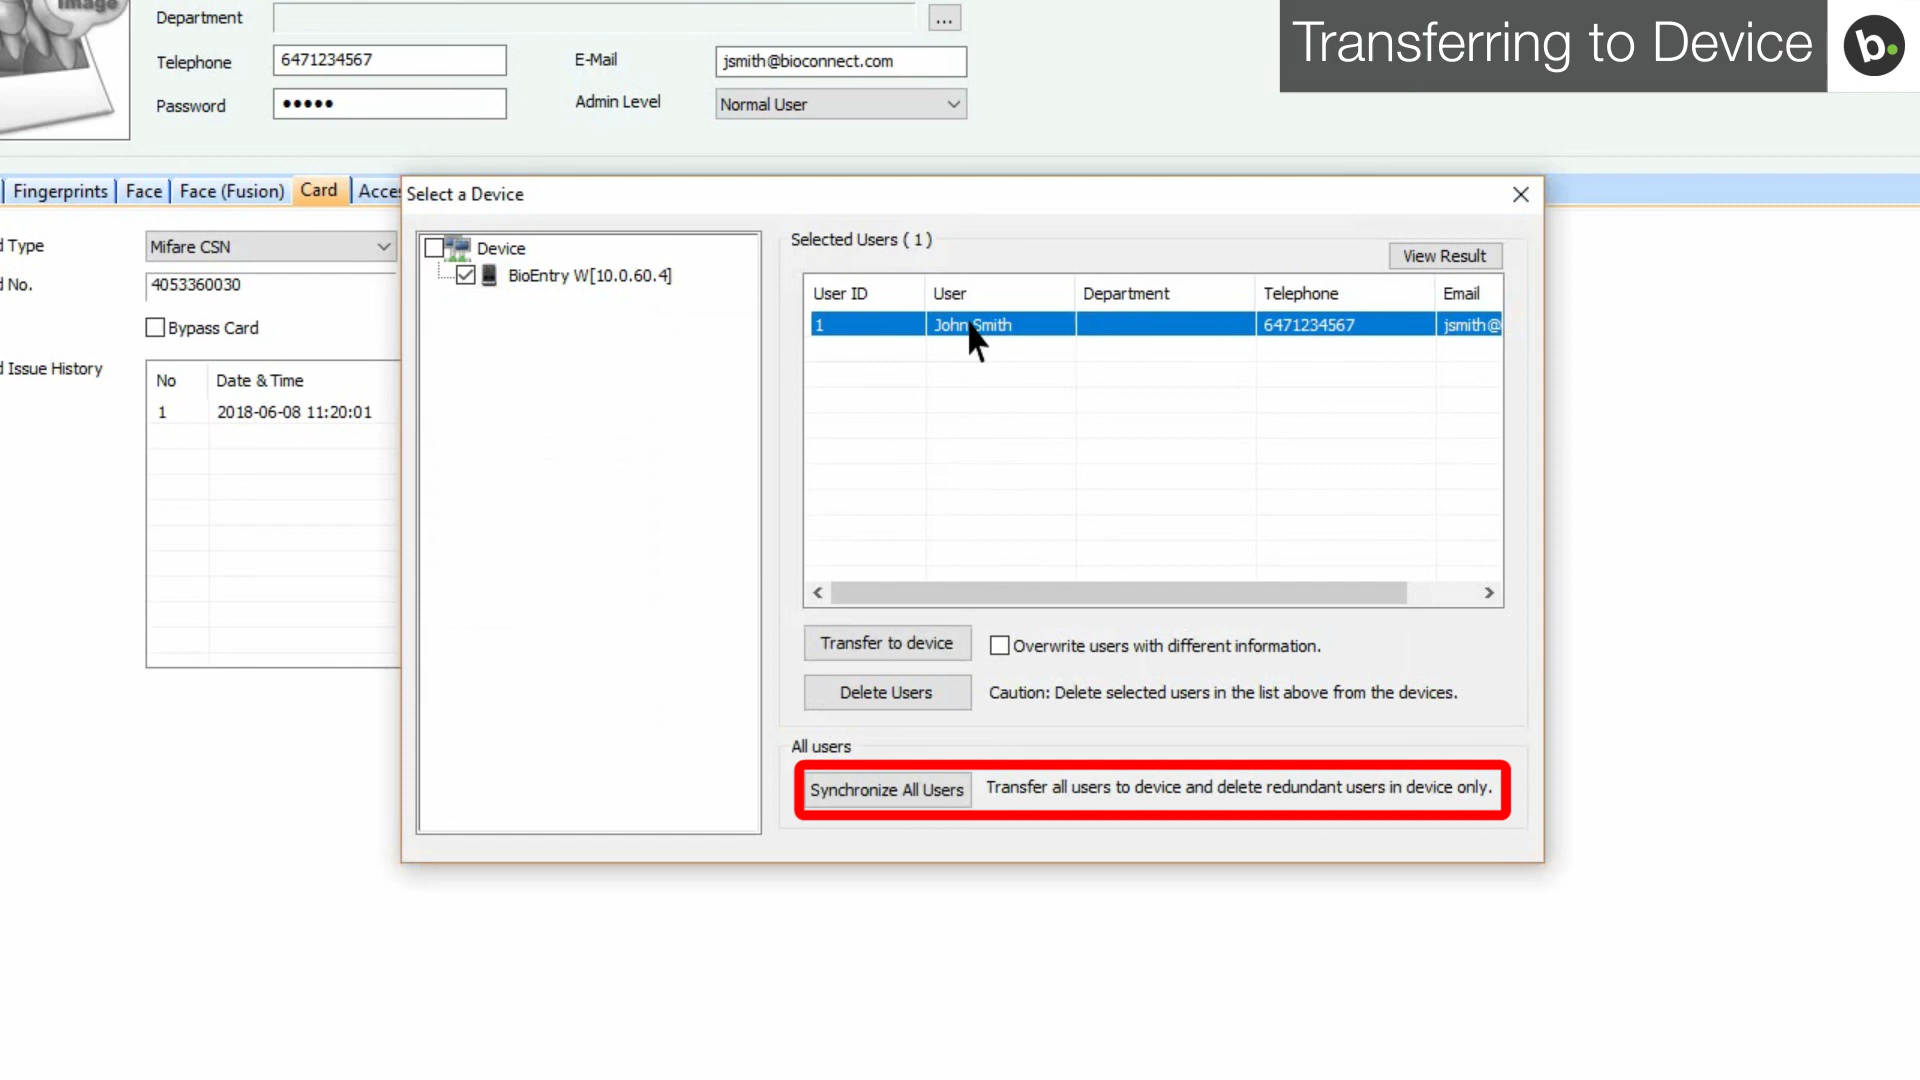 Image
Department
...
Transferring to Device
b.
Telephone
6471234567
E-Mail
jsmith@bioconnect.com
Password
•••••
Admin Level
Normal User
Fingerprints
Face
Face (Fusion)
Card
Acces
Select a Device
d Type
Mifare CSN
d No.
4053360030
Bypass Card
d Issue History
No
Date & Time
1
2018-06-08 11:20:01
Device
BioEntry W[10.0.60.4]
Selected Users ( 1 )
View Result
User ID
User
Department
Telephone
Email
1
John Smith
6471234567
jsmith@
Transfer to device
Overwrite users with different information.
Delete Users
Caution: Delete selected users in the list above from the devices.
All users
Synchronize All Users
Transfer all users to device and delete redundant users in device only.